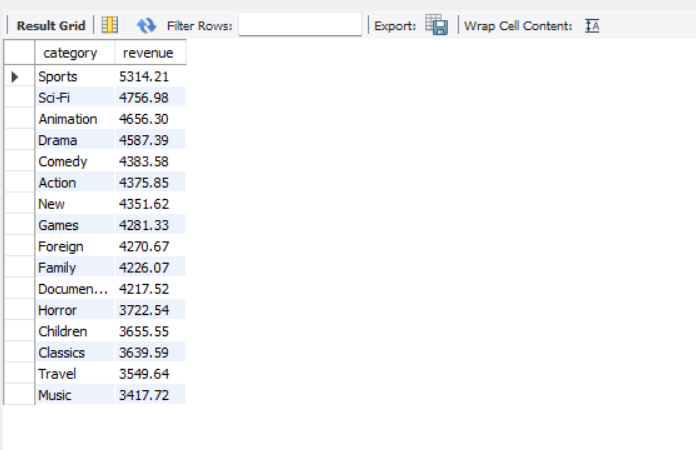 Result Grid Filter Rows: Export: Wrap Cell Content: IA
category revenue
Sports 5314.21
Sci-Fi 4756.98
Animation 4656.30
Drama 4587.39
Comedy 4383.58
Action 4375.85
New 4351.62
Games 4281.33
Foreign 4270.67
Family 4226.07
Documen... 4217.52
Horror 3722.54
Children 3655.55
Classics 3639.59
Travel 3549.64
Music 3417.72